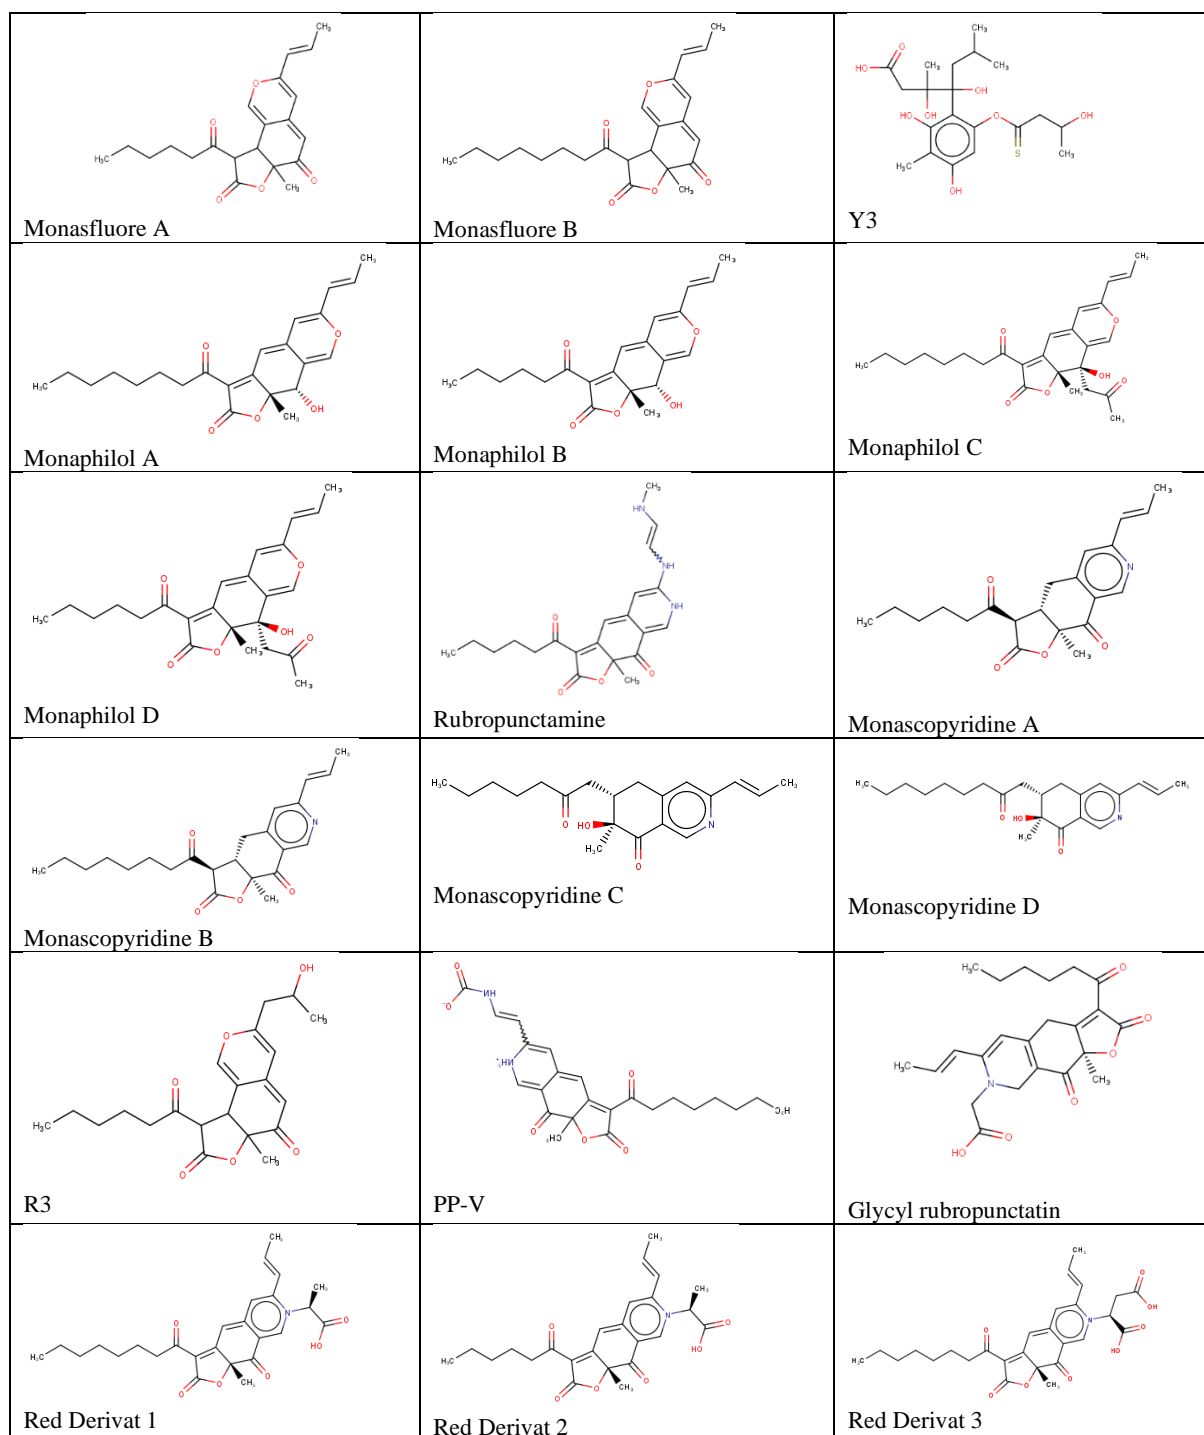 Monasfluore A
Monasfluore B
Y3
Monaphilol A
Monaphilol B
Monaphilol C
Monaphilol D
Rubropunctamine
Monascopyridine A
Monascopyridine B
Monascopyridine C
Monascopyridine D
R3
PP-V
Glycyl rubropunctatin
Red Derivat 1
Red Derivat 2
Red Derivat 3